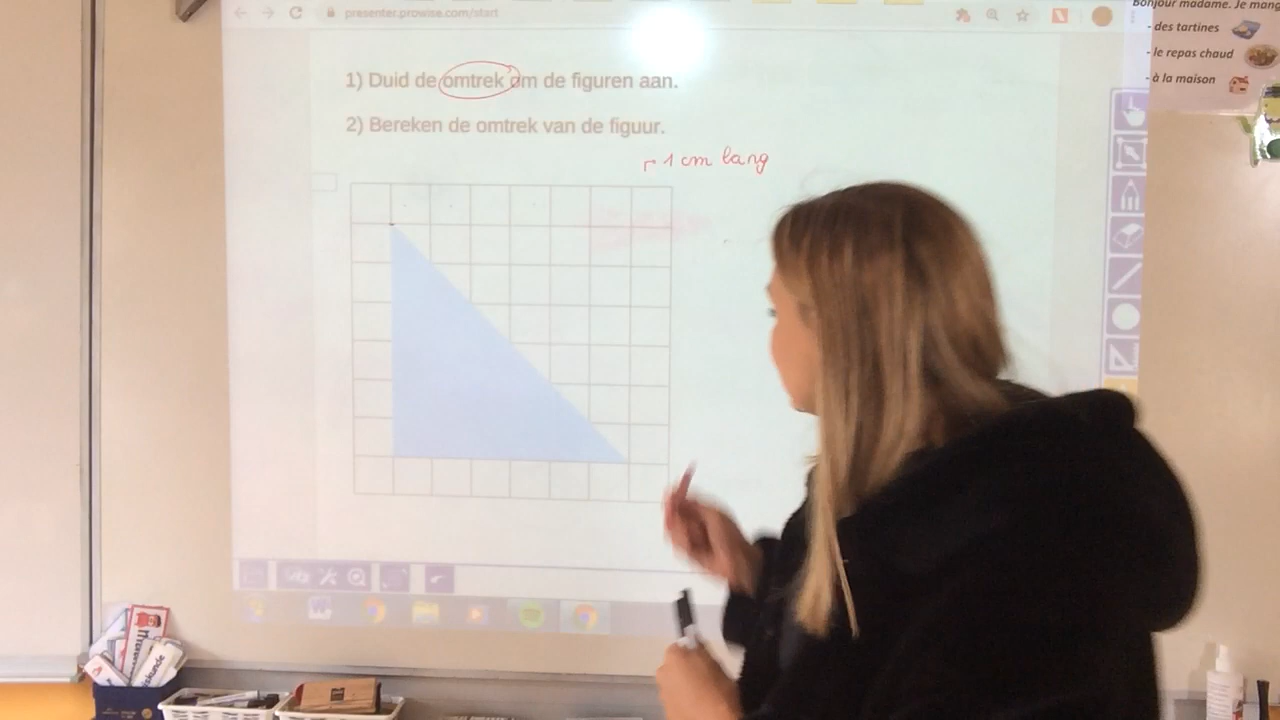 presenter.prowise.com/start
Bonjour madame. Je mang
- des tartines
- le repas chaud
- à la maison
1) Duid de omtrek om de figuren aan.
2) Bereken de omtrek van de figuur.
1 cm lang